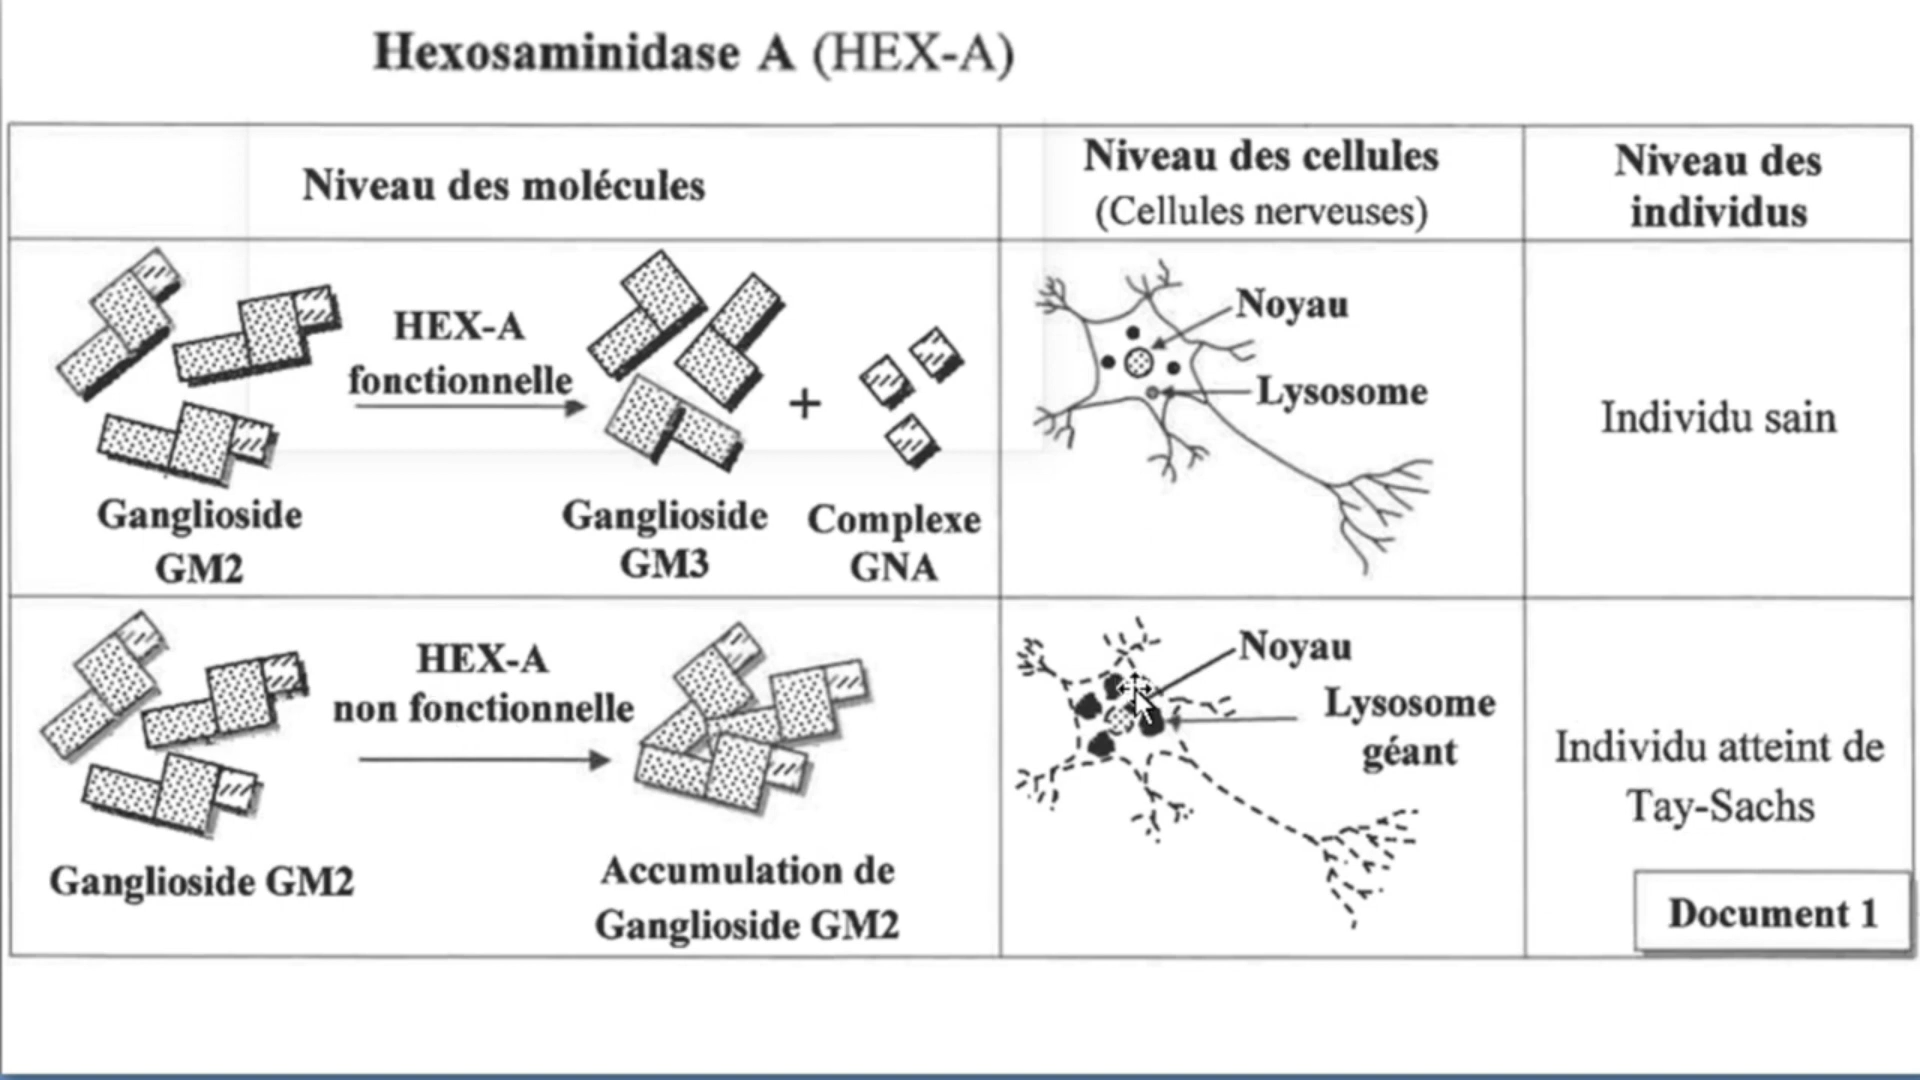 Hexosaminidase A (HEX-A)
Niveau des molécules
Niveau des cellules
(Cellules nerveuses)
Niveau des
individus
HEX-A
fonctionnelle
+
Ganglioside
GM2
Ganglioside
GM3
Complexe
GNA
Noyau
Lysosome
Individu sain
HEX-A
non fonctionnelle
Ganglioside GM2
Accumulation de
Ganglioside GM2
Noyau
Lysosome
géant
Individu atteint de
Tay-Sachs
Document 1